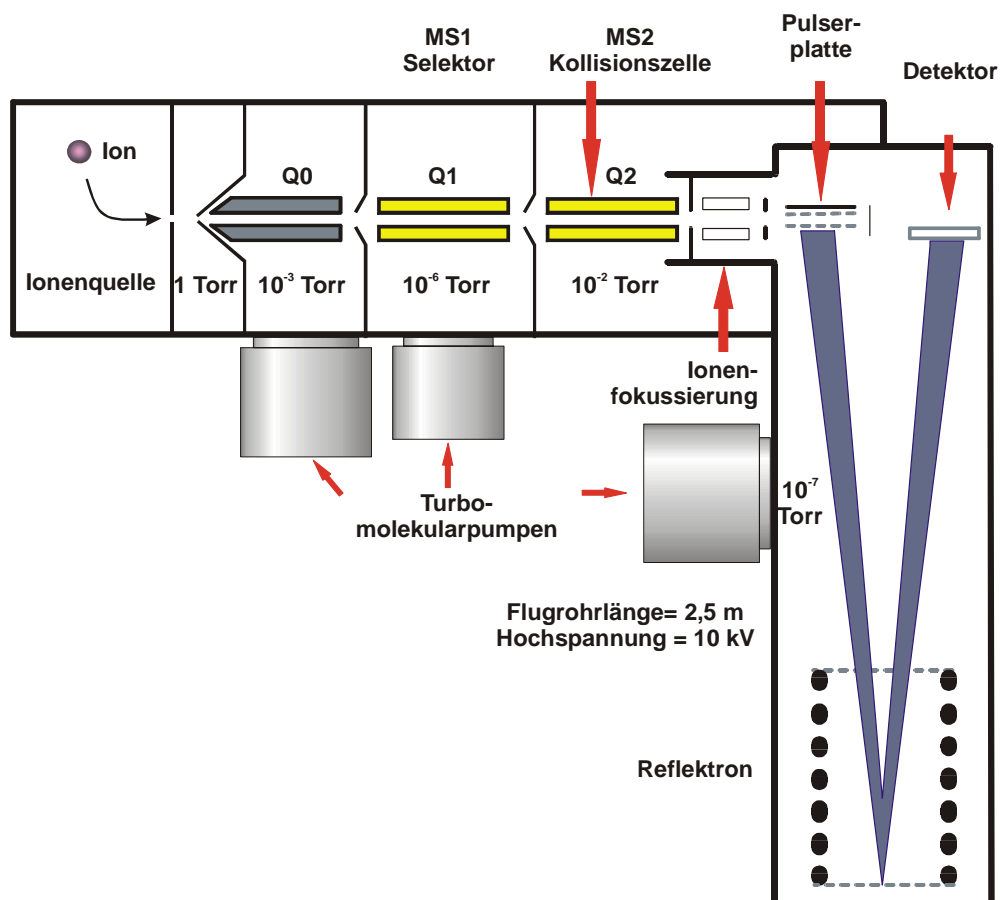 MS1
Selektor
MS2
Kollisionszelle
Pulser-
platte
Detektor
Ion
Q0
Q1
Q2
Ionenquelle
1 Torr
10⁻³ Torr
10⁻⁶ Torr
10⁻² Torr
Ionen-
fokussierung
Turbo-
molekularpumpen
10⁻⁷
Torr
Flugrohrlänge= 2,5 m
Hochspannung = 10 kV
Reflektron